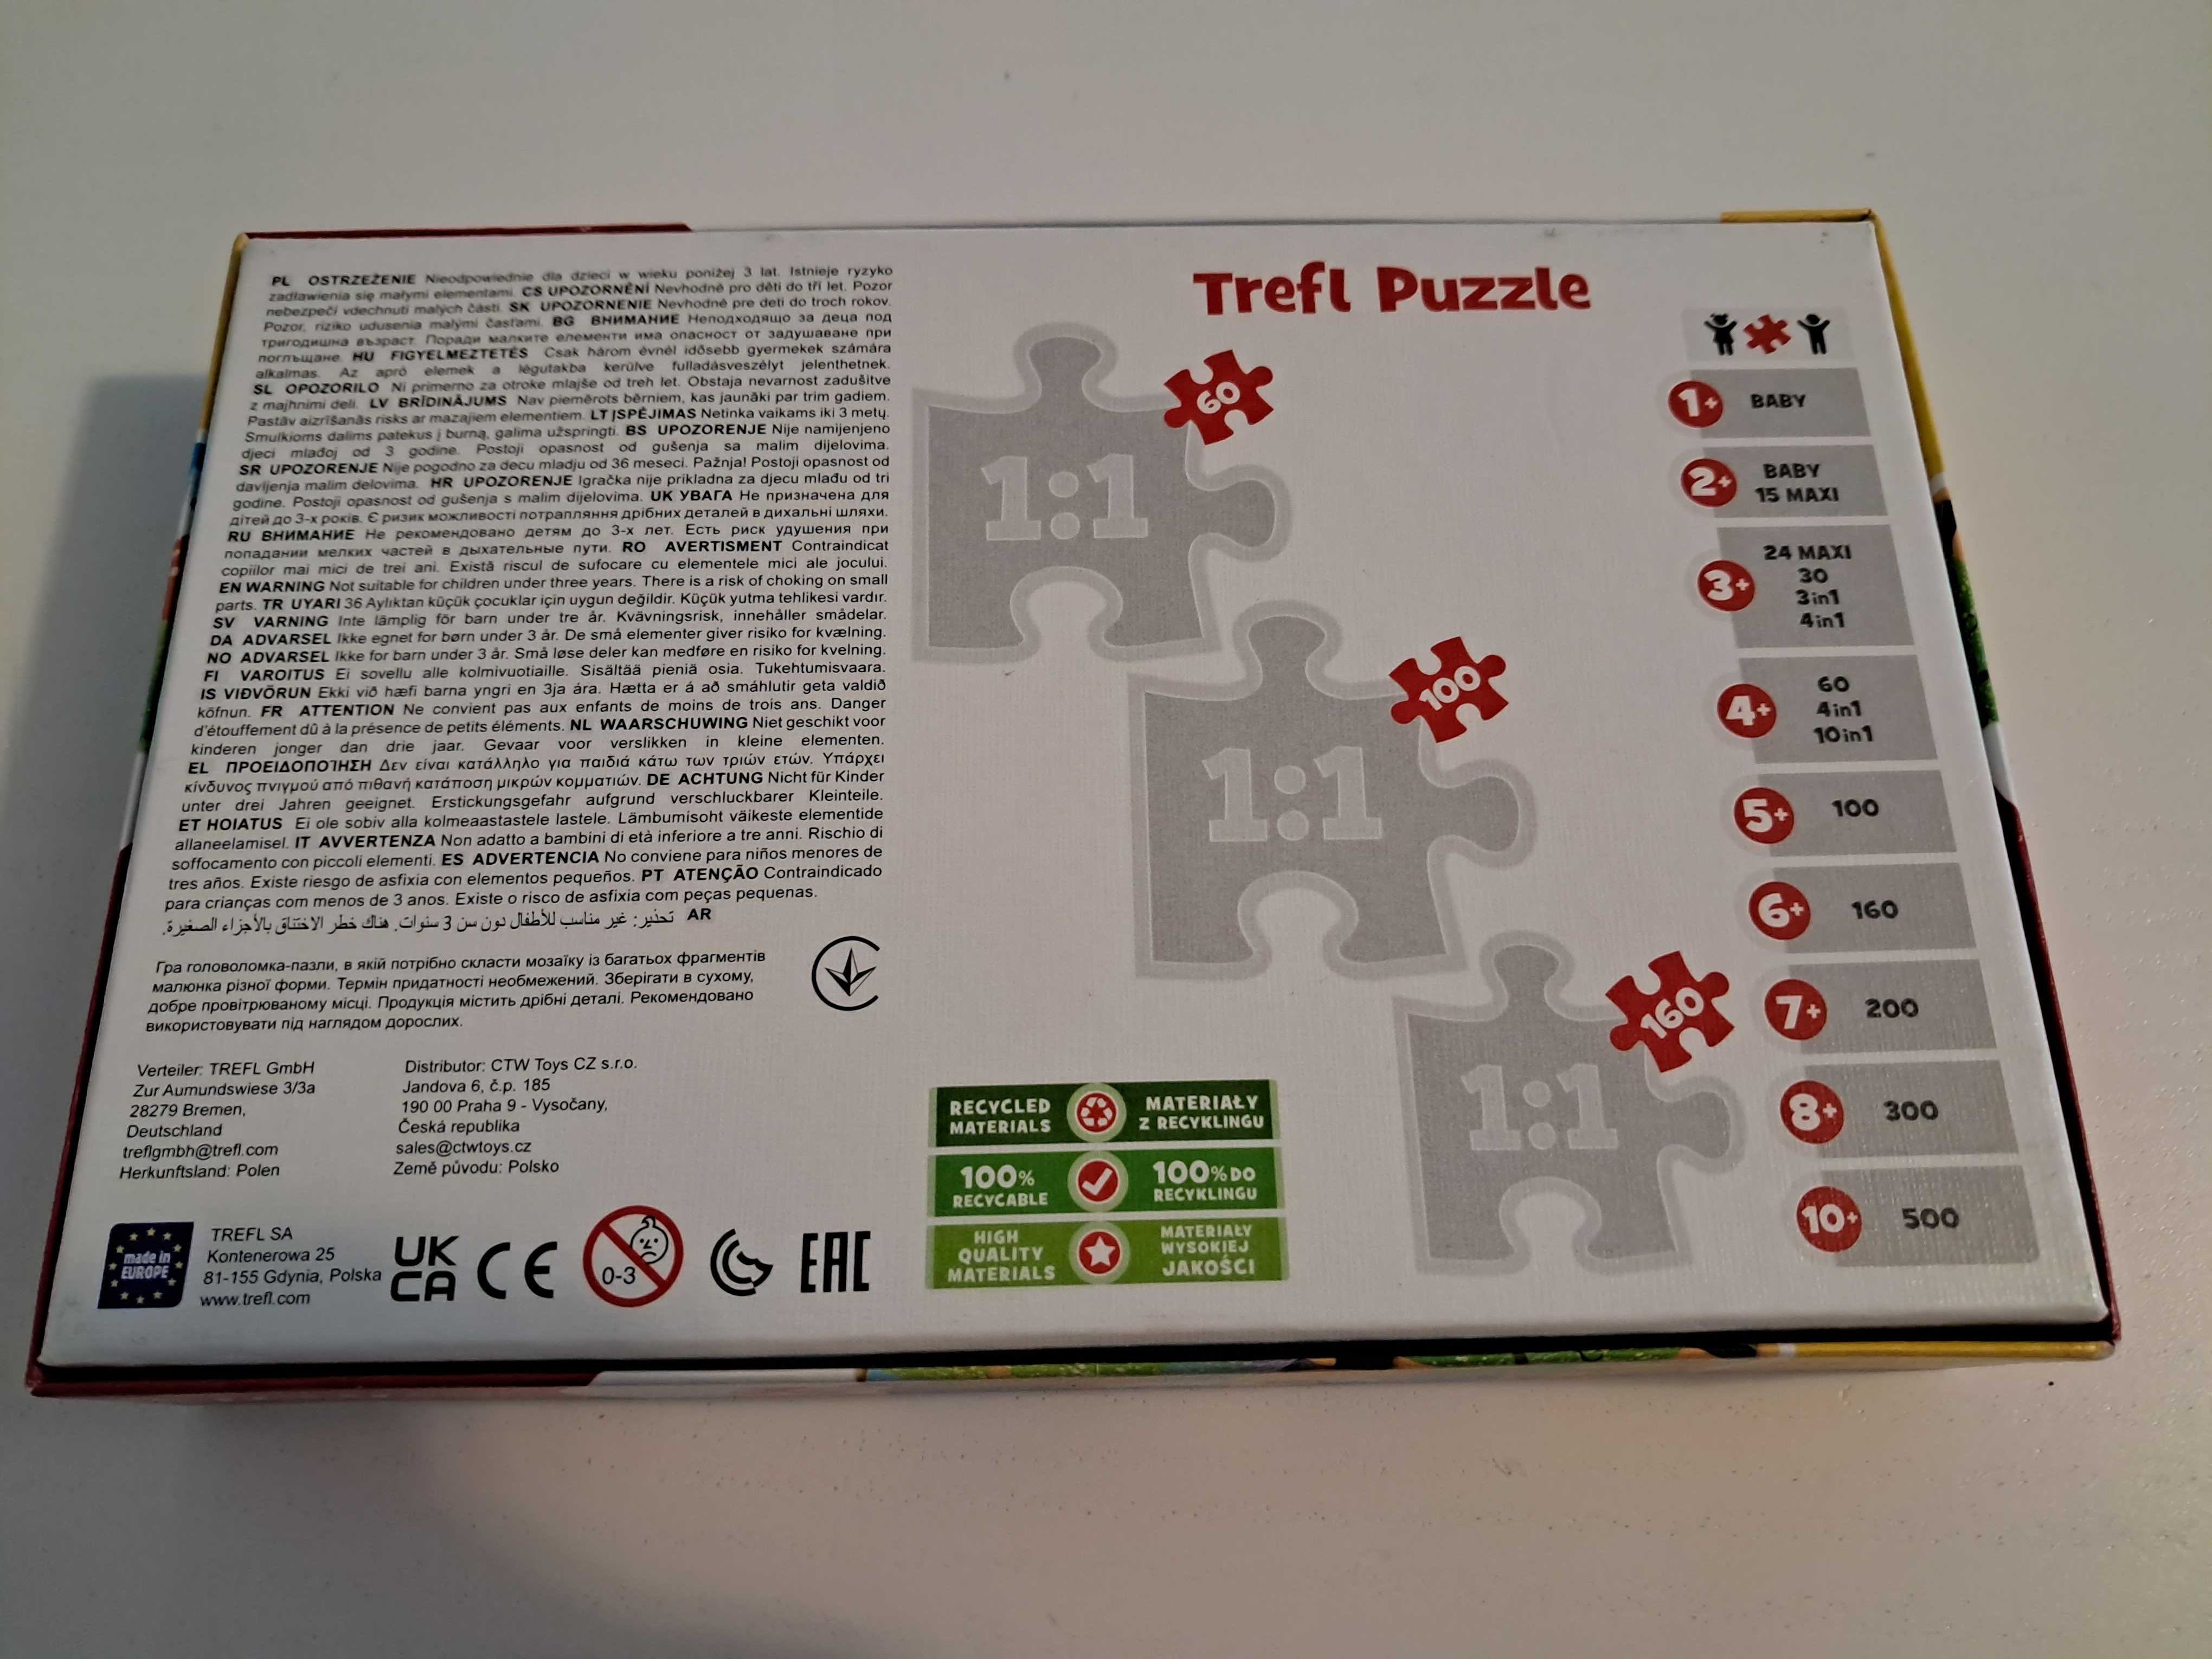 PL OSTRZEŻENIE Nieodpowiednie dla dzieci w wieku poniżej 3 lat. Istnieje ryzyko
zadławienia się małymi elementami. CS UPOZORNĚNÍ Nevhodné pro děti do tří let. Pozor
nebezpečí vdechnutí malých částí. SK UPOZORNENIE Nevhodné pre deti do troch rokov.
Pozor, riziko udusenia malými časťami. BG ВНИМАНИЕ Неподходящо за деца под
тригодишна възраст. Поради малките елементи има опасност от задушаване при
поглъщане. HU FIGYELMEZTETÉS Csak három évnél idősebb gyermekek számára
alkalmas. Az apró elemek a légutakba kerülve fulladásveszélyt jelenthetnek.
SL OPOZORILO Ni primerno za otroke mlajše od treh let. Obstaja nevarnost zadušitve
z majhnimi deli. LV BRĪDINĀJUMS Nav piemērots bērniem, kas jaunāki par trim gadiem.
Pastāv aizrīšanās risks ar mazajiem elementiem. LT ĮSPĖJIMAS Netinka vaikams iki 3 metų.
Smulkioms dalims patekus į burną, galima užspringti. BS UPOZORENJE Nije namijenjeno
djeci mlađoj od 3 godine. Postoji opasnost od gušenja sa malim dijelovima.
SR UPOZORENJE Nije pogodno za decu mladju od 36 meseci. Pažnja! Postoji opasnost od
davljenja malim delovima. HR UPOZORENJE Igračka nije prikladna za djecu mlađu od tri
godine. Postoji opasnost od gušenja s malim dijelovima. UK УВАГА Не призначена для
дітей до 3-х років. Є ризик можливості потрапляння дрібних деталей в дихальні шляхи.
RU ВНИМАНИЕ Не рекомендовано детям до 3-х лет. Есть риск удушения при
попадании мелких частей в дыхательные пути. RO AVERTISMENT Contraindicat
copiilor mai mici de trei ani. Există riscul de sufocare cu elementele mici ale jocului.
EN WARNING Not suitable for children under three years. There is a risk of choking on small
parts. TR UYARI 36 Aylıktan küçük çocuklar için uygun değildir. Küçük yutma tehlikesi vardır.
SV VARNING Inte lämplig för barn under tre år. Kvävningsrisk, innehåller smådelar.
DA ADVARSEL Ikke egnet for børn under 3 år. De små elementer giver risiko for kvælning.
NO ADVARSEL Ikke for barn under 3 år. Små løse deler kan medføre en risiko for kvelning.
FI VAROITUS Ei sovellu alle kolmivuotiaille. Sisältää pieniä osia. Tukehtumisvaara.
IS VIÐVÖRUN Ekki við hæfi barna yngri en 3ja ára. Hætta er á að smáhlutir geta valdið
köfnun. FR ATTENTION Ne convient pas aux enfants de moins de trois ans. Danger
d'étouffement dû à la présence de petits éléments. NL WAARSCHUWING Niet geschikt voor
kinderen jonger dan drie jaar. Gevaar voor verslikken in kleine elementen.
EL ΠΡΟΕΙΔΟΠΟΊΗΣΗ Δεν είναι κατάλληλο για παιδιά κάτω των τριών ετών. Υπάρχει
κίνδυνος πνιγμού από πιθανή κατάποση μικρών κομματιών. DE ACHTUNG Nicht für Kinder
unter drei Jahren geeignet. Erstickungsgefahr aufgrund verschluckbarer Kleinteile.
ET HOIATUS Ei ole sobiv alla kolmeaastastele lastele. Lämbumisoht väikeste elementide
allaneelamisel. IT AVVERTENZA Non adatto a bambini di età inferiore a tre anni. Rischio di
soffocamento con piccoli elementi. ES ADVERTENCIA No conviene para niños menores de
tres años. Existe riesgo de asfixia con elementos pequeños. PT ATENÇÃO Contraindicado
para crianças com menos de 3 anos. Existe o risco de asfixia com peças pequenas.
AR تحذير: غير مناسب للأطفال دون سن 3 سنوات. هناك خطر الاختناق بالأجزاء الصغيرة.
Гра головоломка-пазли, в якій потрібно скласти мозаїку із багатьох фрагментів
малюнка різної форми. Термін придатності необмежений. Зберігати в сухому,
добре провітрюваному місці. Продукція містить дрібні деталі. Рекомендовано
використовувати під наглядом дорослих.
Verteiler: TREFL GmbH
Zur Aumundswiese 3/3a
28279 Bremen,
Deutschland
treflgmbh@trefl.com
Herkunftsland: Polen
Distributor: CTW Toys CZ s.r.o.
Jandova 6, č.p. 185
190 00 Praha 9 - Vysočany,
Česká republika
sales@ctwtoys.cz
Země původu: Polsko
made in
EUROPE
TREFL SA
Kontenerowa 25
81-155 Gdynia, Polska
www.trefl.com
UK
CA
CE
0-3
EAC
Trefl Puzzle
60
1:1
100
1:1
160
1:1
RECYCLED
MATERIALS
MATERIAŁY
Z RECYKLINGU
100%
RECYCABLE
100% DO
RECYKLINGU
HIGH
QUALITY
MATERIALS
MATERIAŁY
WYSOKIEJ
JAKOŚCI
1+ BABY
2+ BABY
15 MAXI
3+ 24 MAXI
30
3in1
4in1
4+ 60
4in1
10in1
5+ 100
6+ 160
7+ 200
8+ 300
10+ 500